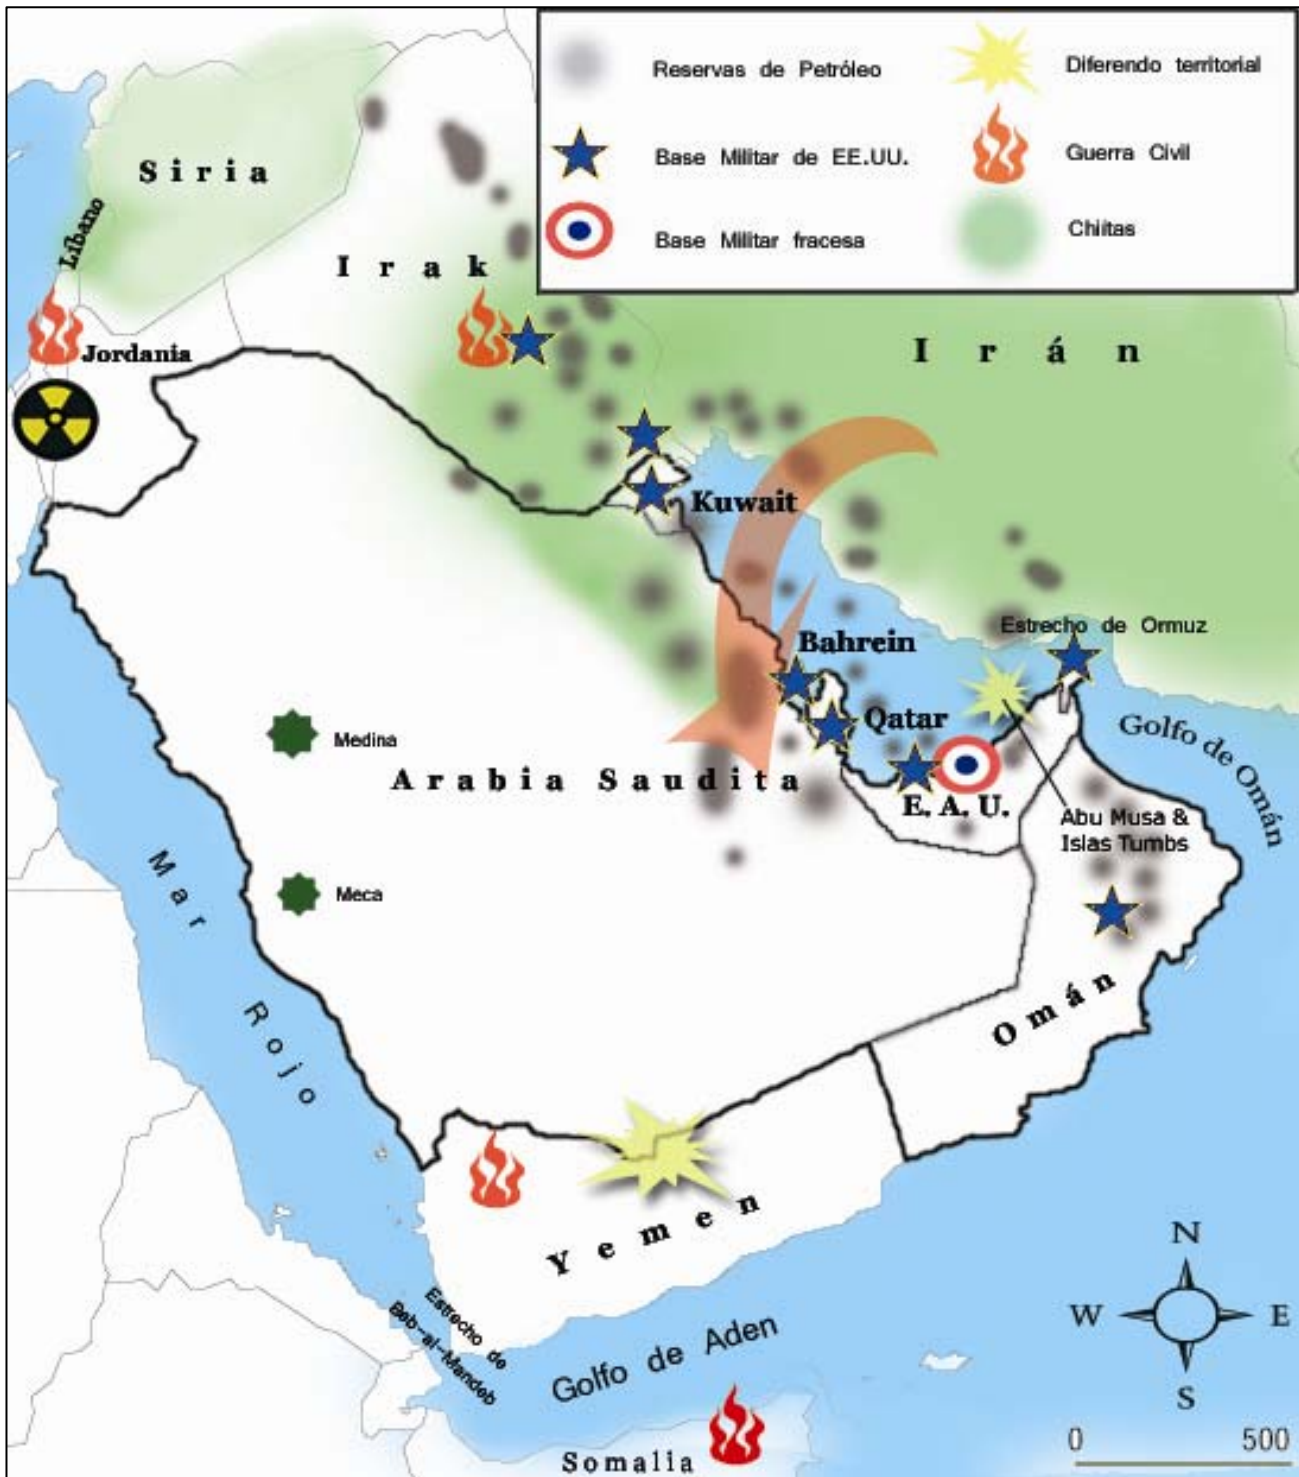 Reservas de Petróleo
Diferendo territorial
Base Militar de EE.UU.
Guerra Civil
Base Militar fracesa
Chiítas
Siria
Líbano
Irak
Irán
Jordania
Kuwait
Estrecho de Ormuz
Bahrein
Qatar
Golfo de Omán
Medina
Arabia Saudita
E. A. U.
Abu Musa &
Islas Tumbs
Meca
Mar Rojo
Omán
Yemen
Estrecho de
Beb-al-Mandeb
Golfo de Aden
Somalia
N
W
E
S
0
500